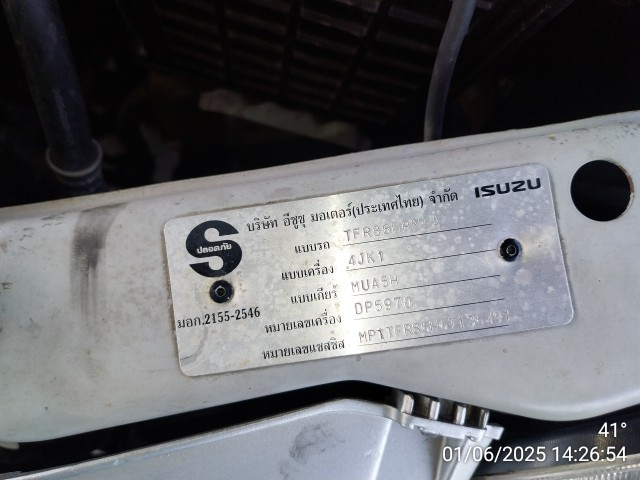 บริษัท อีซูซุ มอเตอร์(ประเทศไทย) จำกัด ISUZU
S
ปลอดภัย
มอก.2155-2546
แบบรถ
แบบเครื่อง 4JK1
แบบเกียร์ MUA5H
หมายเลขเครื่อง DP5970
หมายเลขแชสซิส
41°
01/06/2025 14:26:54